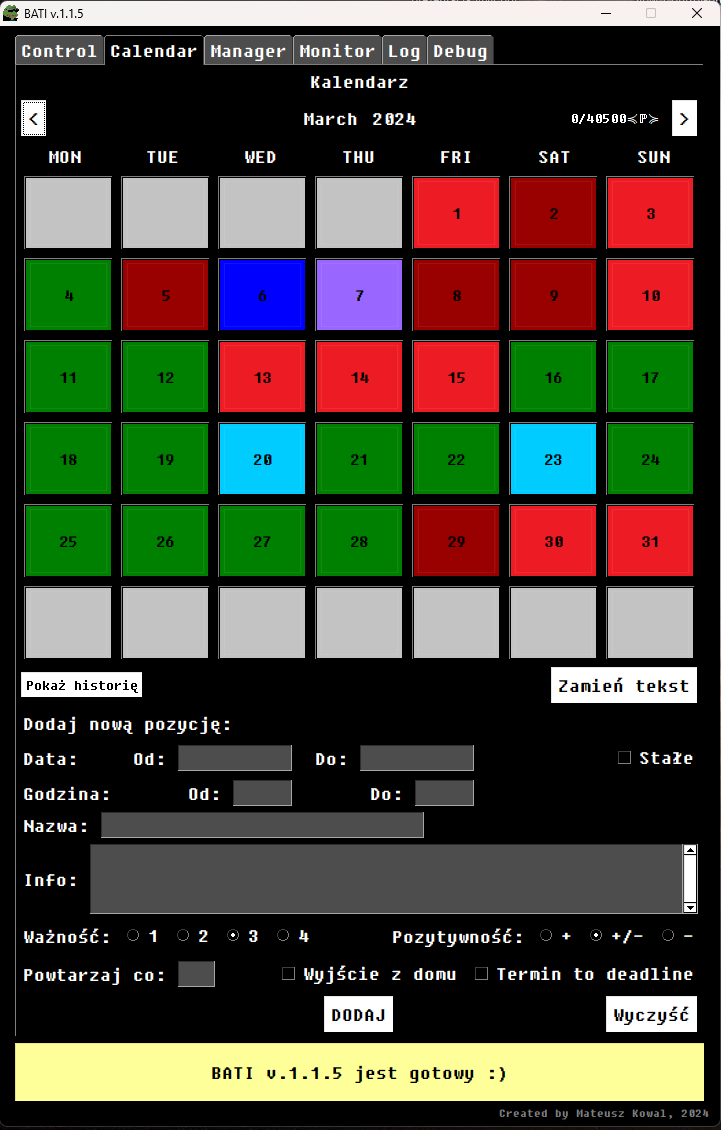 BATI v.1.1.5
Control Calendar Manager Monitor Log Debug
Kalendarz
< March 2024 0/40500≼ℙ≽ >
MON TUE WED THU FRI SAT SUN
1 2 3
4 5 6 7 8 9 10
11 12 13 14 15 16 17
18 19 20 21 22 23 24
25 26 27 28 29 30 31
Pokaż historię Zamień tekst
Dodaj nową pozycję:
Data: Od: Do: Stałe
Godzina: Od: Do:
Nazwa:
Info:
Ważność: 1 2 3 4 Pozytywność: + +/- -
Powtarzaj co: Wyjście z domu Termin to deadline
DODAJ Wyczyść
BATI v.1.1.5 jest gotowy :)
Created by Mateusz Kowal, 2024